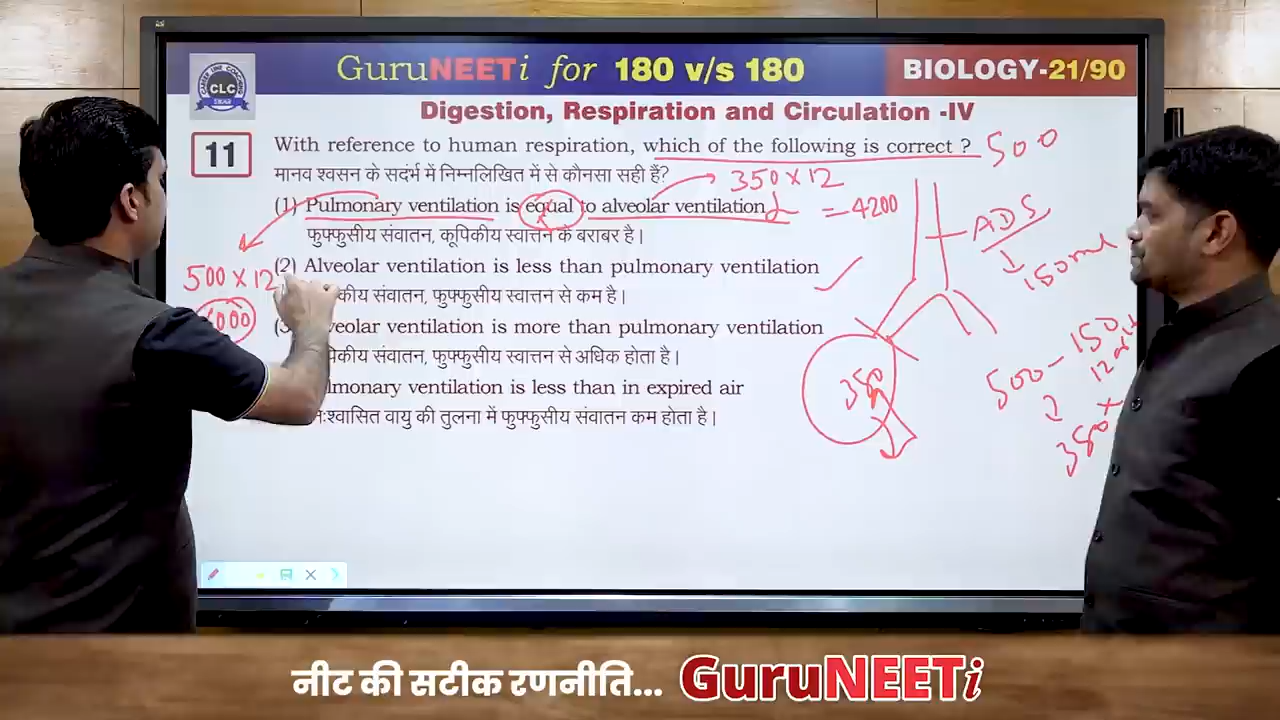 CLC
GuruNEETi for 180 v/s 180
BIOLOGY-21/90
Digestion, Respiration and Circulation -IV
11
With reference to human respiration, which of the following is correct ?
500
मानव श्वसन के सदर्भ में निम्नलिखित में से कौनसा सही हैं?
350×12
(1) Pulmonary ventilation is equal to alveolar ventilation
=4200
फुफ्फुसीय संवातन, कूपिकीय स्वात्तन के बराबर है।
ADS
150ml
500×12
(2) Alveolar ventilation is less than pulmonary ventilation
कीय संवातन, फुफ्फुसीय स्वात्तन से कम है।
veolar ventilation is more than pulmonary ventilation
पिकीय संवातन, फुफ्फुसीय स्वात्तन से अधिक होता है।
lmonary ventilation is less than in expired air
नःश्वासित वायु की तुलना में फुफ्फुसीय संवातन कम होता है।
350
500-150
नीट की सटीक रणनीति... GuruNEETi